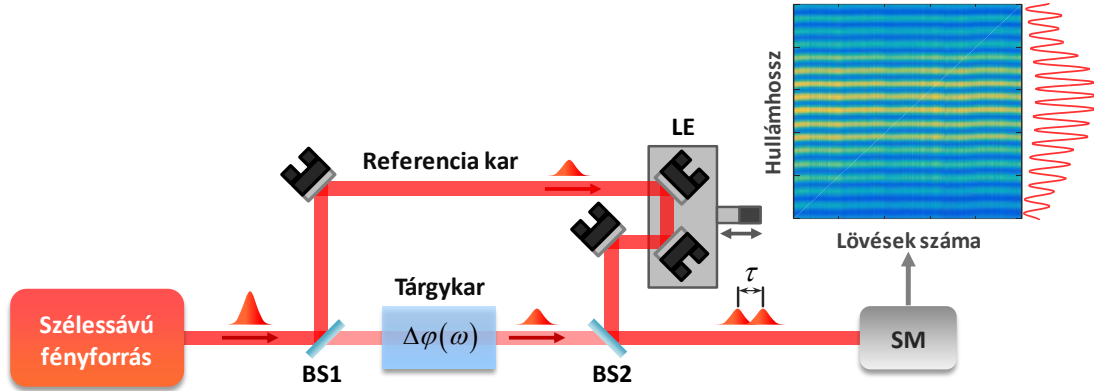 Hullámhossz
LE
Referencia kar
Lövések száma
Tárgykar
τ
Szélessávú
fényforrás
Δφ(ω)
SM
BS1
BS2